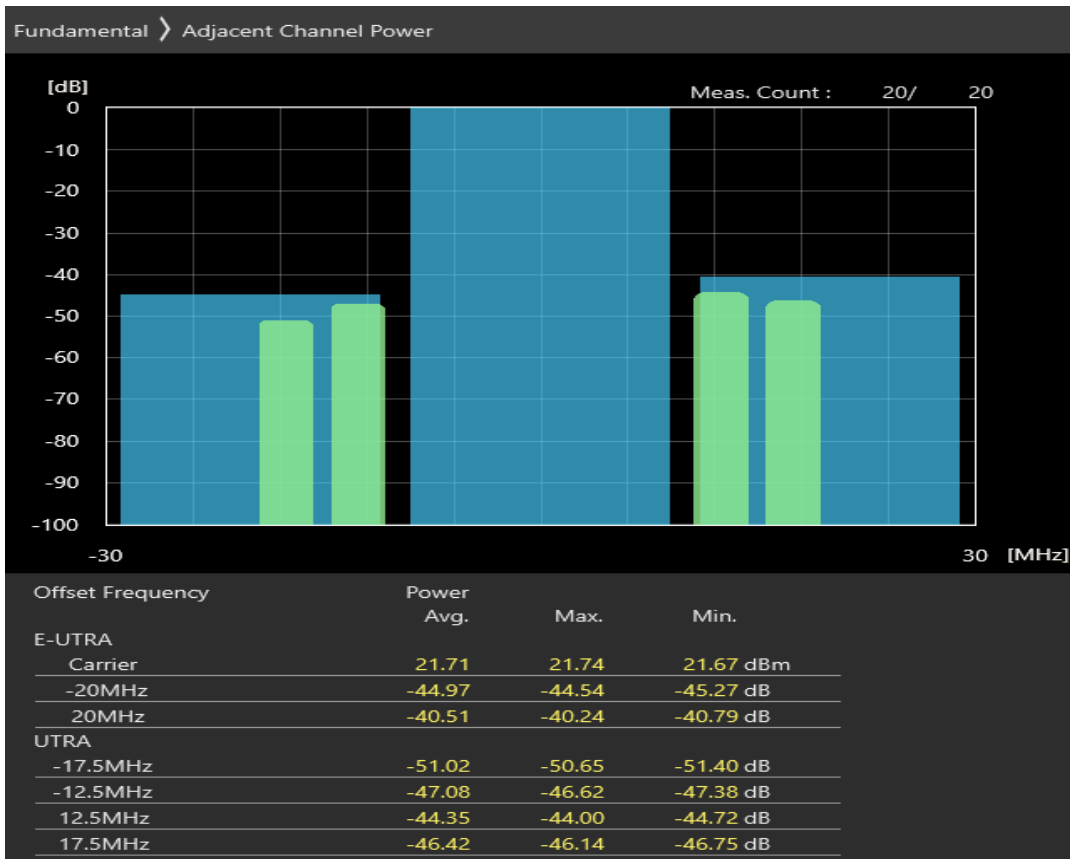 Fundamental 〉 Adjacent Channel Power
[dB]
Meas. Count : 20/ 20
0
-10
-20
-30
-40
-50
-60
-70
-80
-90
-100
-30 30 [MHz]
Offset Frequency Power
Avg. Max. Min.
E-UTRA
Carrier 21.71 21.74 21.67 dBm
-20MHz -44.97 -44.54 -45.27 dB
20MHz -40.51 -40.24 -40.79 dB
UTRA
-17.5MHz -51.02 -50.65 -51.40 dB
-12.5MHz -47.08 -46.62 -47.38 dB
12.5MHz -44.35 -44.00 -44.72 dB
17.5MHz -46.42 -46.14 -46.75 dB